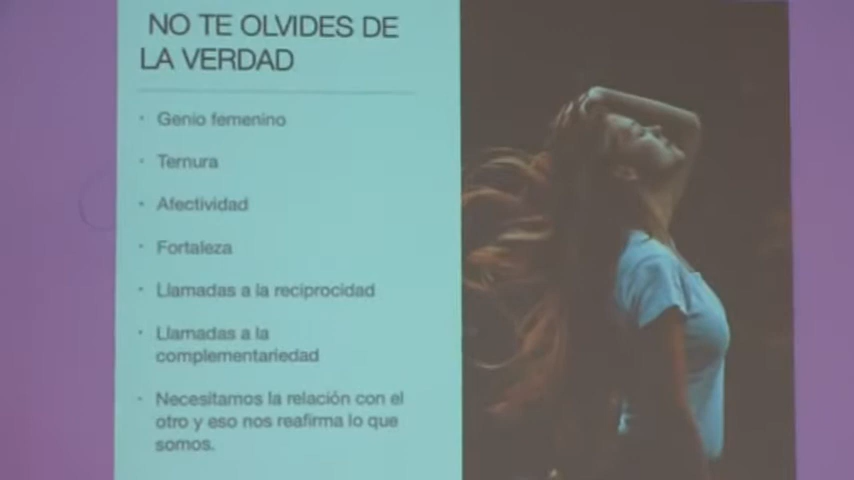 NO TE OLVIDES DE
LA VERDAD
Genio femenino
Ternura
Afectividad
Fortaleza
Llamadas a la reciprocidad
Llamadas a la
complementariedad
Necesitamos la relación con el
otro y eso nos reafirma lo que
somos.